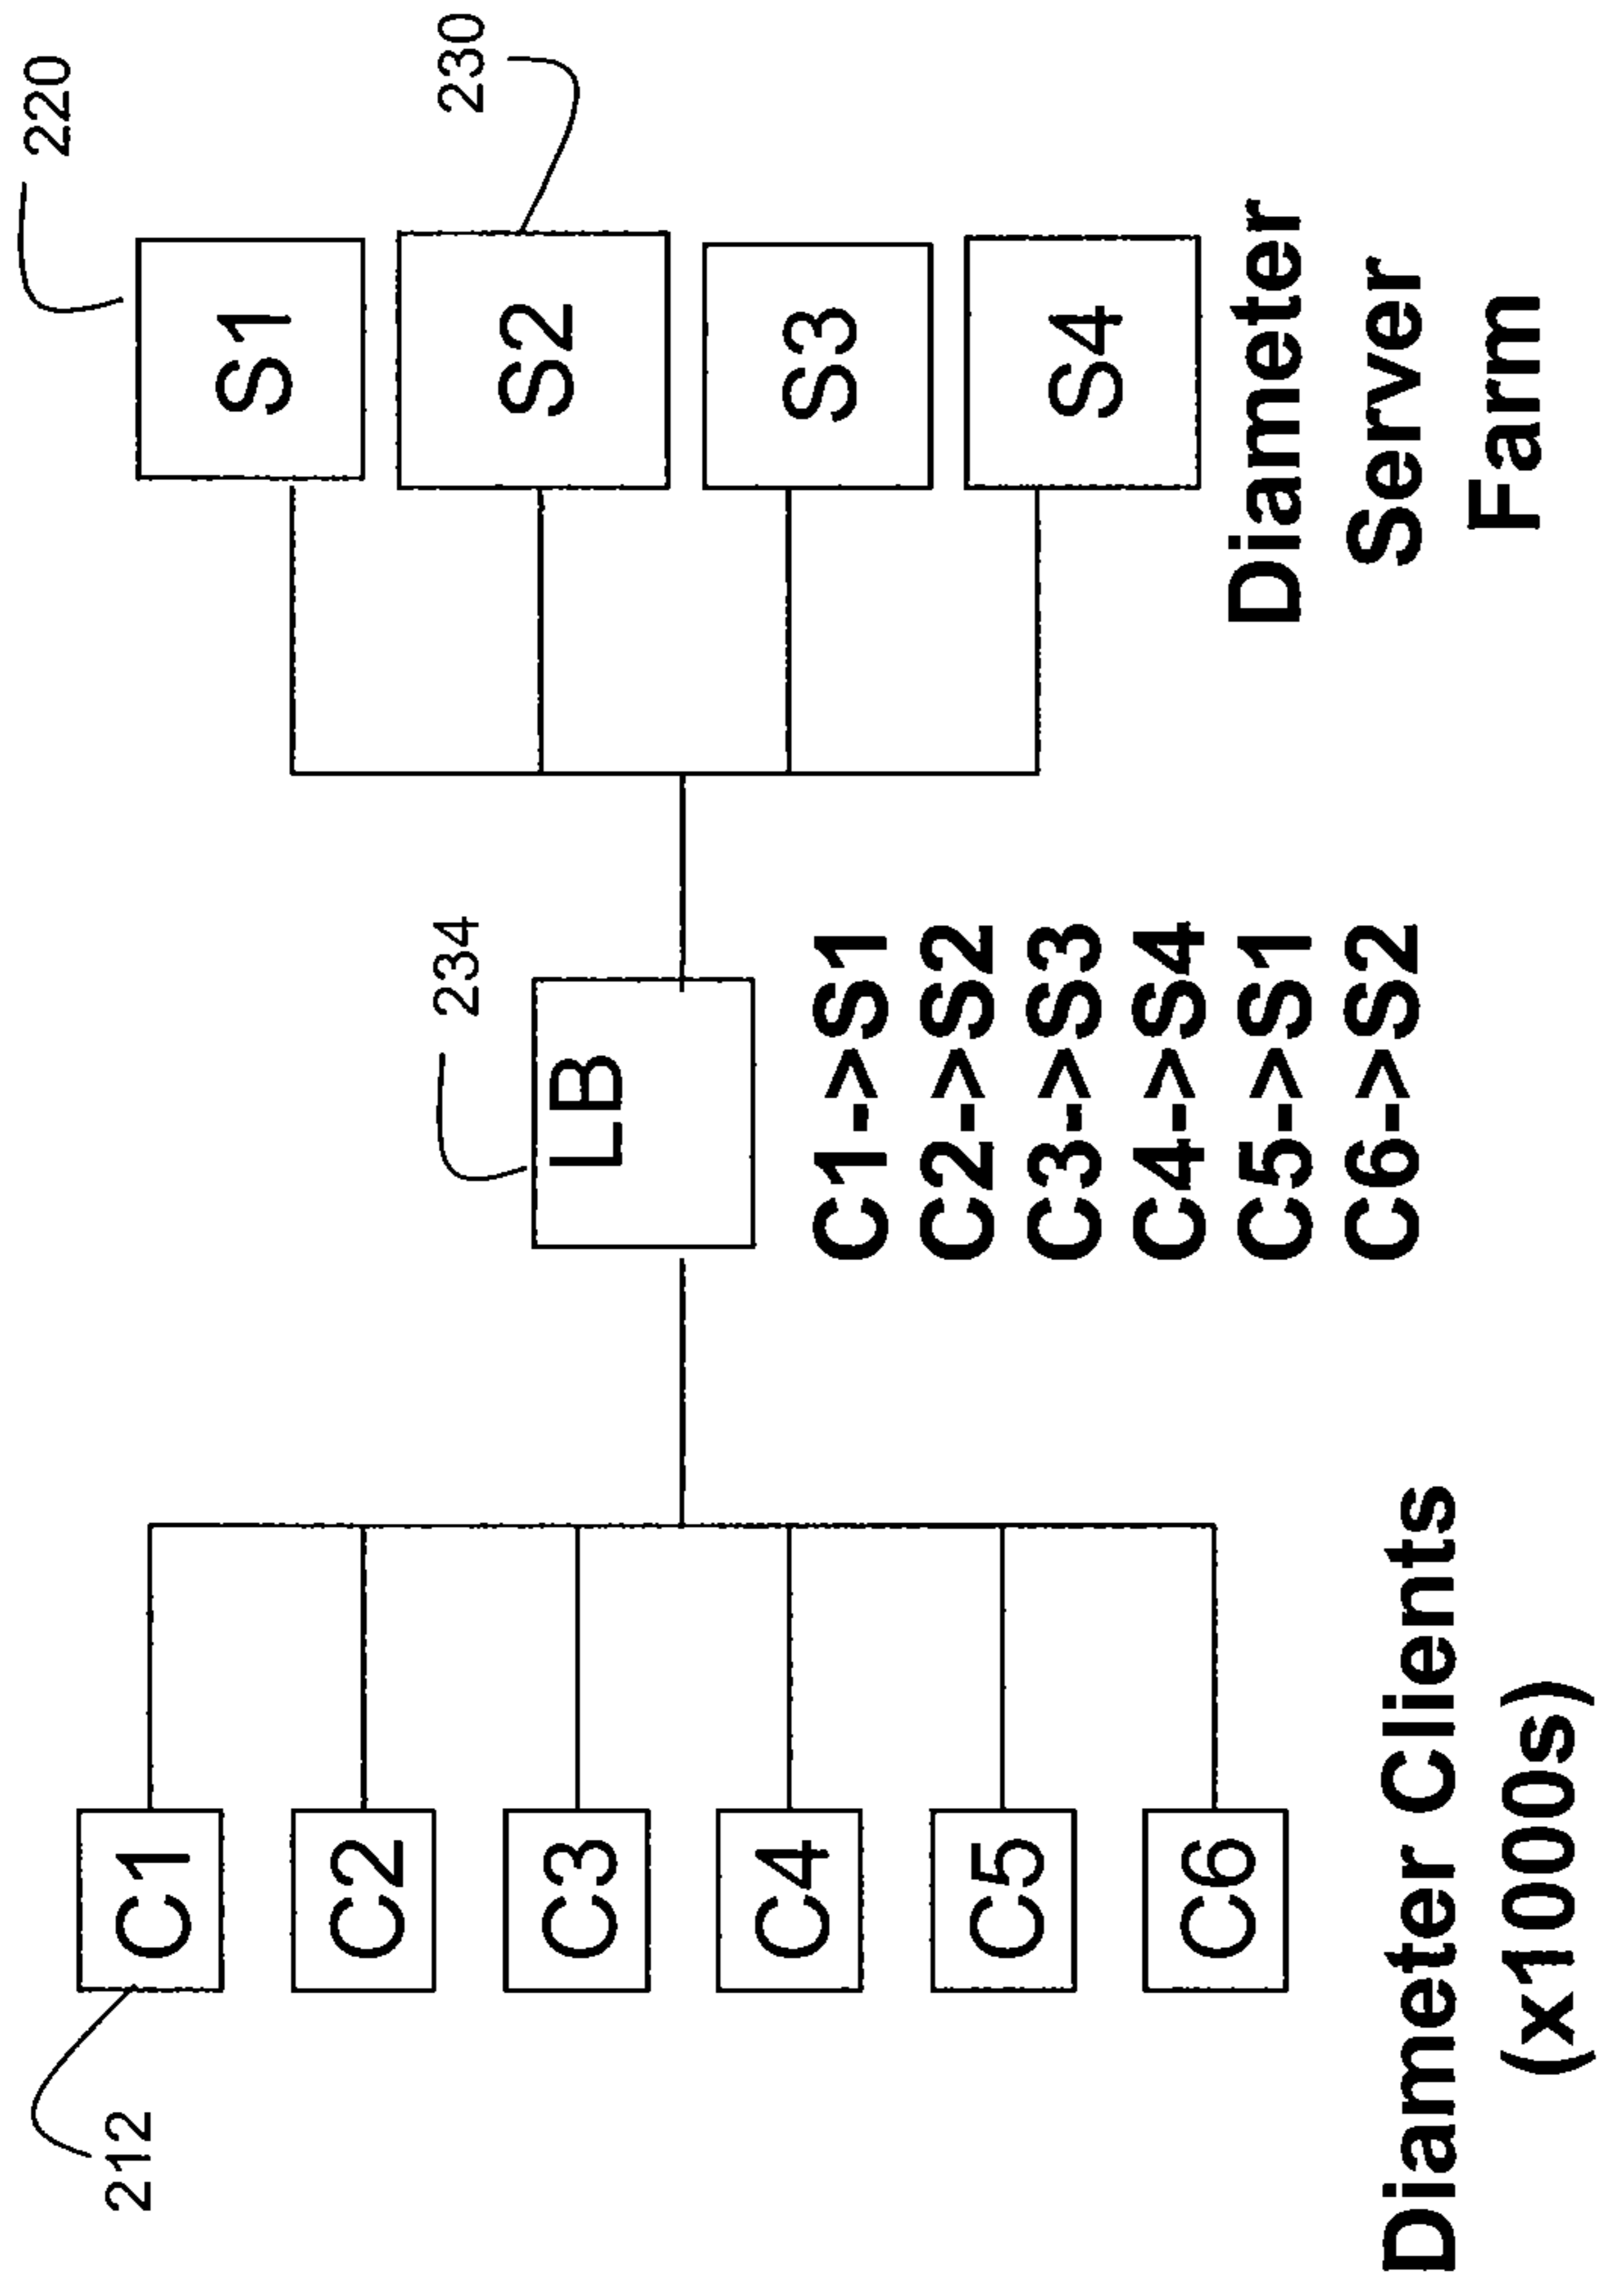 212
C1
C2
C3
C4
C5
C6
Diameter Clients
(x1000s)
234
LB
C1->S1
C2->S2
C3->S3
C4->S4
C5->S1
C6->S2
220
230
S1
S2
S3
S4
Diameter
Server
Farm